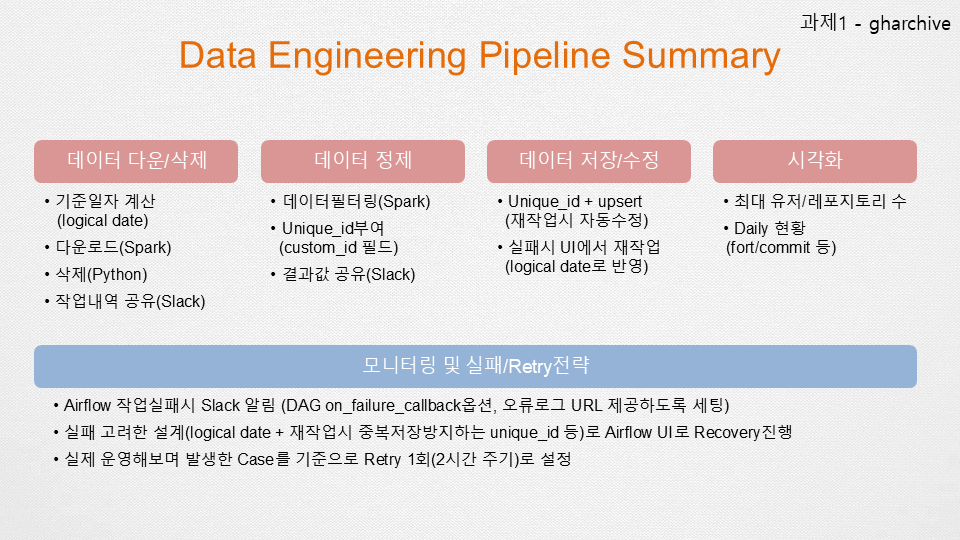 과제1 - gharchive
Data Engineering Pipeline Summary
데이터 다운/삭제
• 기준일자 계산
(logical date)
• 다운로드(Spark)
• 삭제(Python)
• 작업내역 공유(Slack)
데이터 정제
• 데이터필터링(Spark)
• Unique_id부여
(custom_id 필드)
• 결과값 공유(Slack)
데이터 저장/수정
• Unique_id + upsert
(재작업시 자동수정)
• 실패시 UI에서 재작업
(logical date로 반영)
시각화
• 최대 유저/레포지토리 수
• Daily 현황
(fort/commit 등)
모니터링 및 실패/Retry전략
• Airflow 작업실패시 Slack 알림 (DAG on_failure_callback옵션, 오류로그 URL 제공하도록 세팅)
• 실패 고려한 설계(logical date + 재작업시 중복저장방지하는 unique_id 등)로 Airflow UI로 Recovery진행
• 실제 운영해보며 발생한 Case를 기준으로 Retry 1회(2시간 주기)로 설정